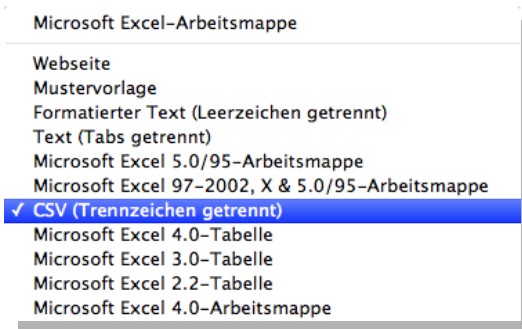 Microsoft Excel-Arbeitsmappe
Webseite
Mustervorlage
Formatierter Text (Leerzeichen getrennt)
Text (Tabs getrennt)
Microsoft Excel 5.0/95-Arbeitsmappe
Microsoft Excel 97-2002, X & 5.0/95-Arbeitsmappe
✓ CSV (Trennzeichen getrennt)
Microsoft Excel 4.0-Tabelle
Microsoft Excel 3.0-Tabelle
Microsoft Excel 2.2-Tabelle
Microsoft Excel 4.0-Arbeitsmappe